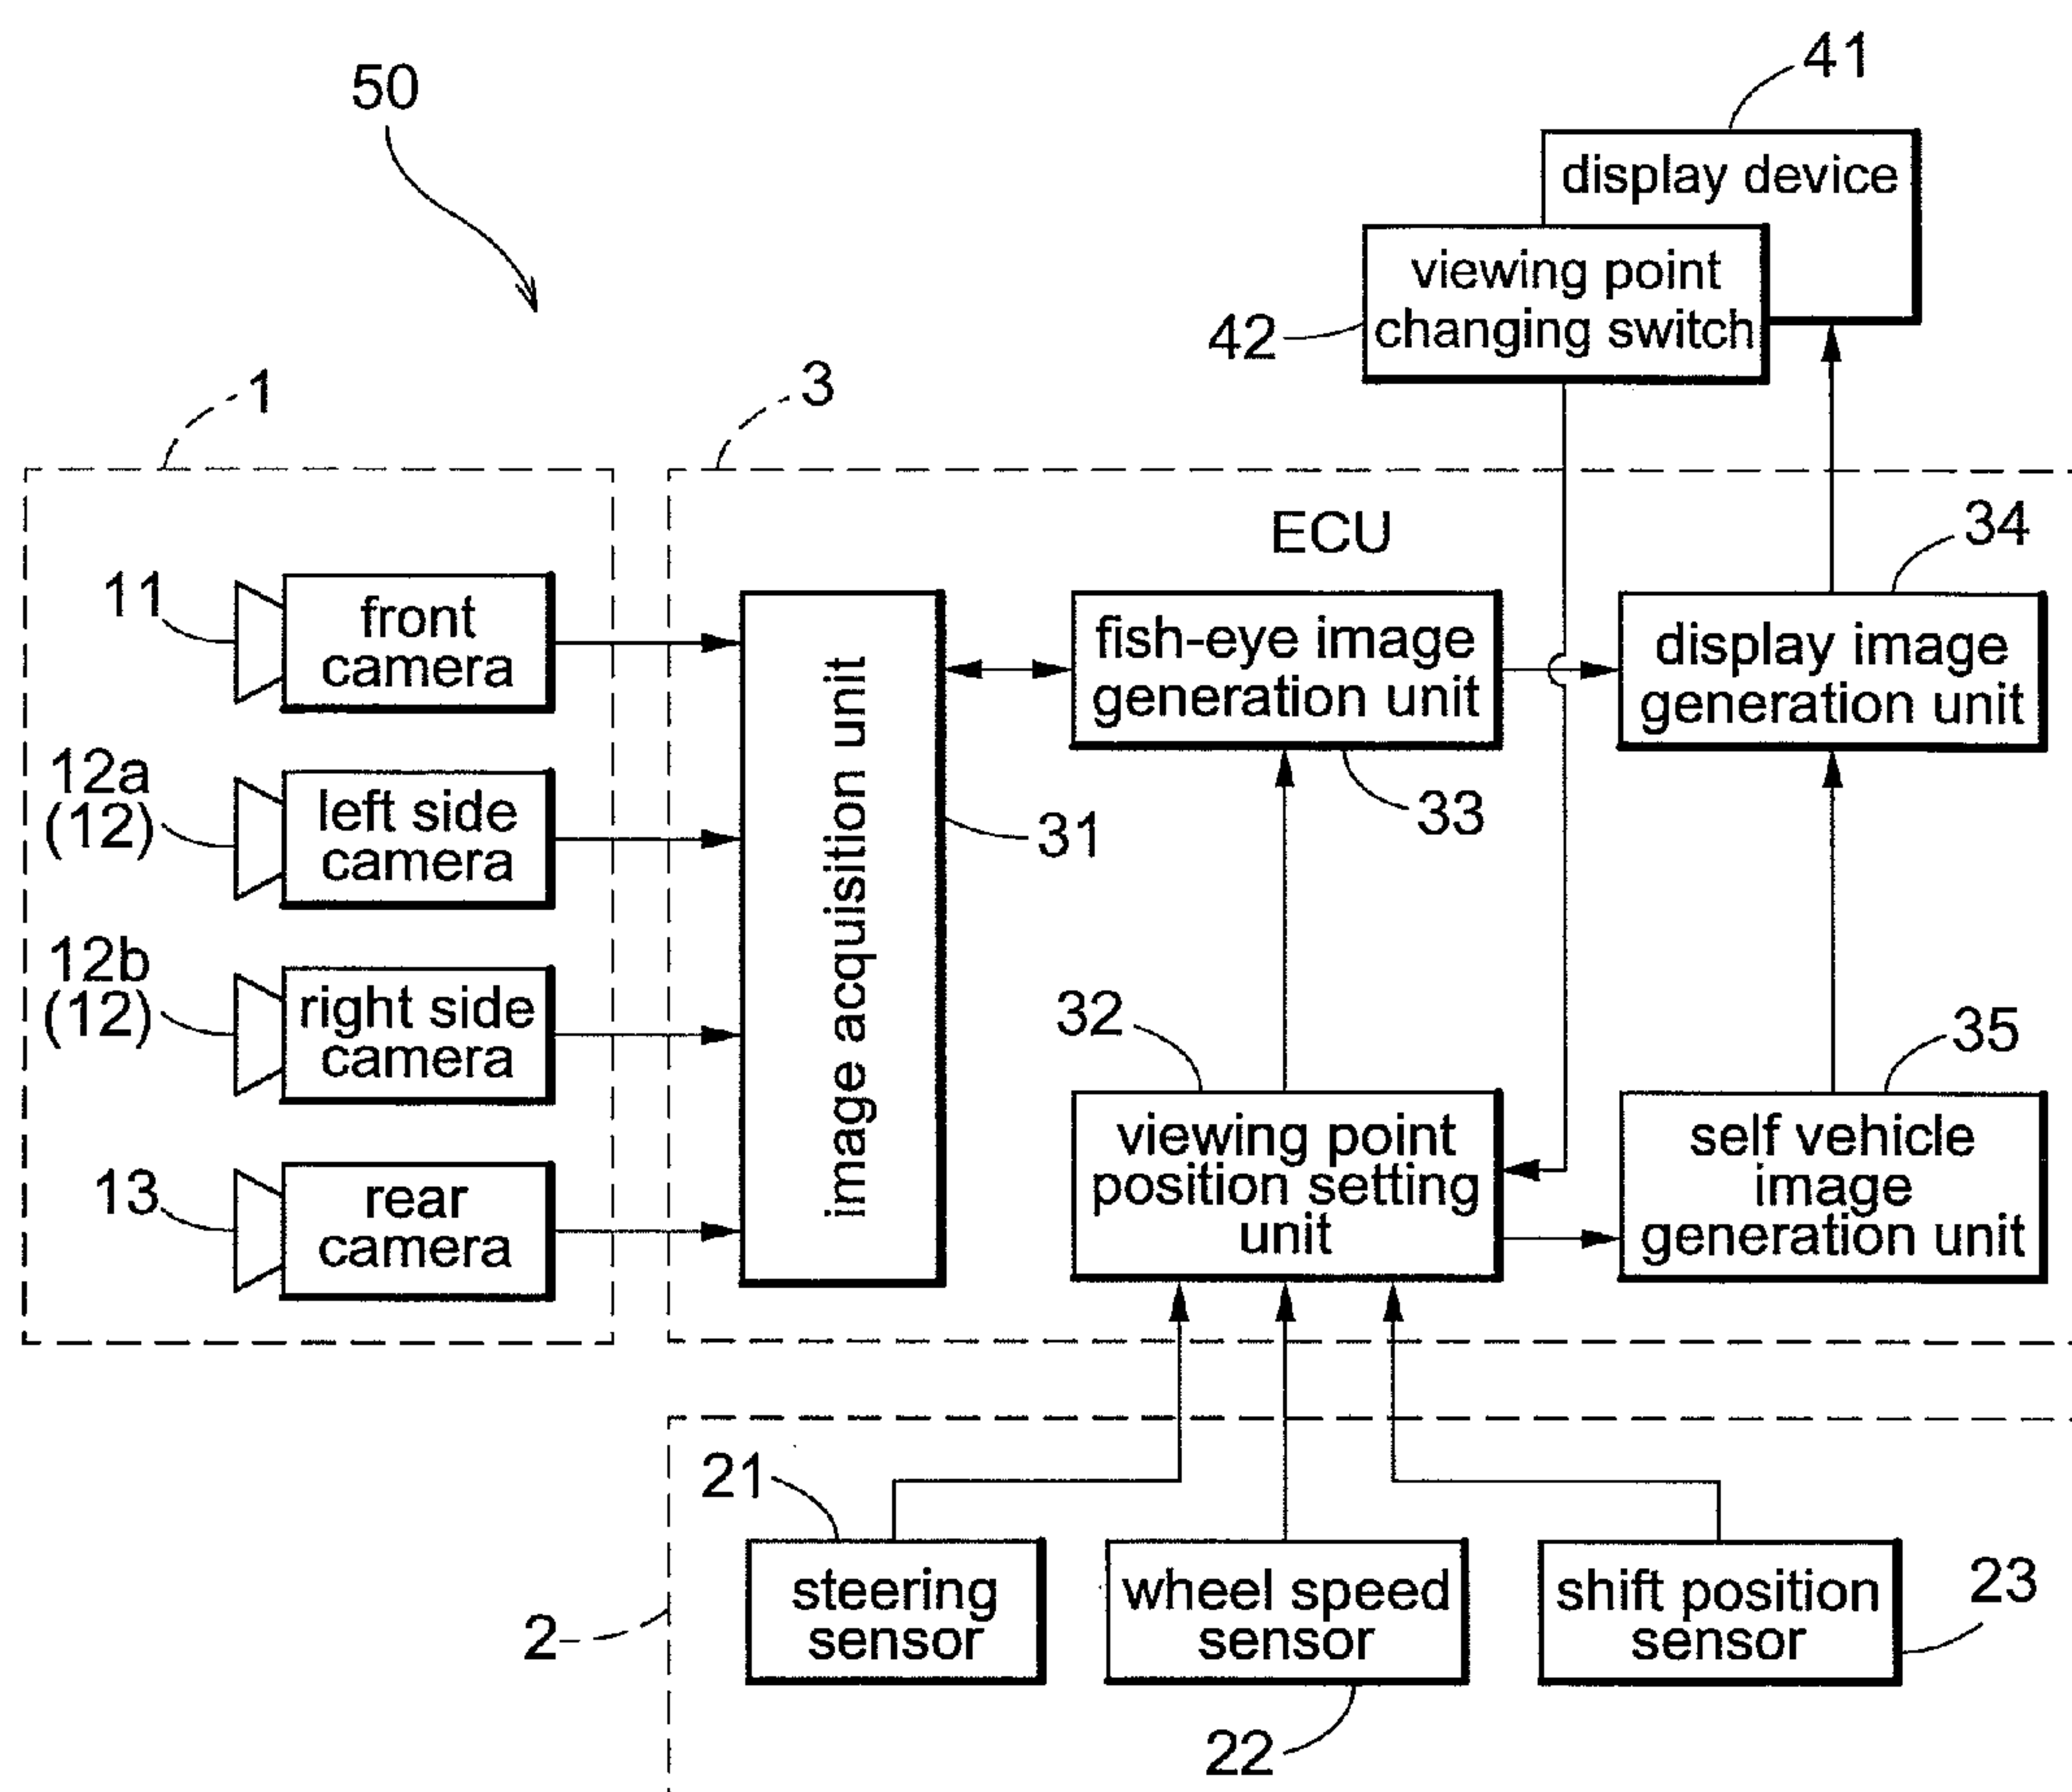 50
41
display device
viewing point
changing switch
42
1
3
ECU
34
11
front
camera
fish-eye image
generation unit
display image
generation unit
33
12a
(12)
left side
camera
image acquisition unit
31
12b
(12)
right side
camera
32
35
viewing point
position setting
unit
self vehicle
image
generation unit
13
rear
camera
21
steering
sensor
wheel speed
sensor
shift position
sensor
23
2
22